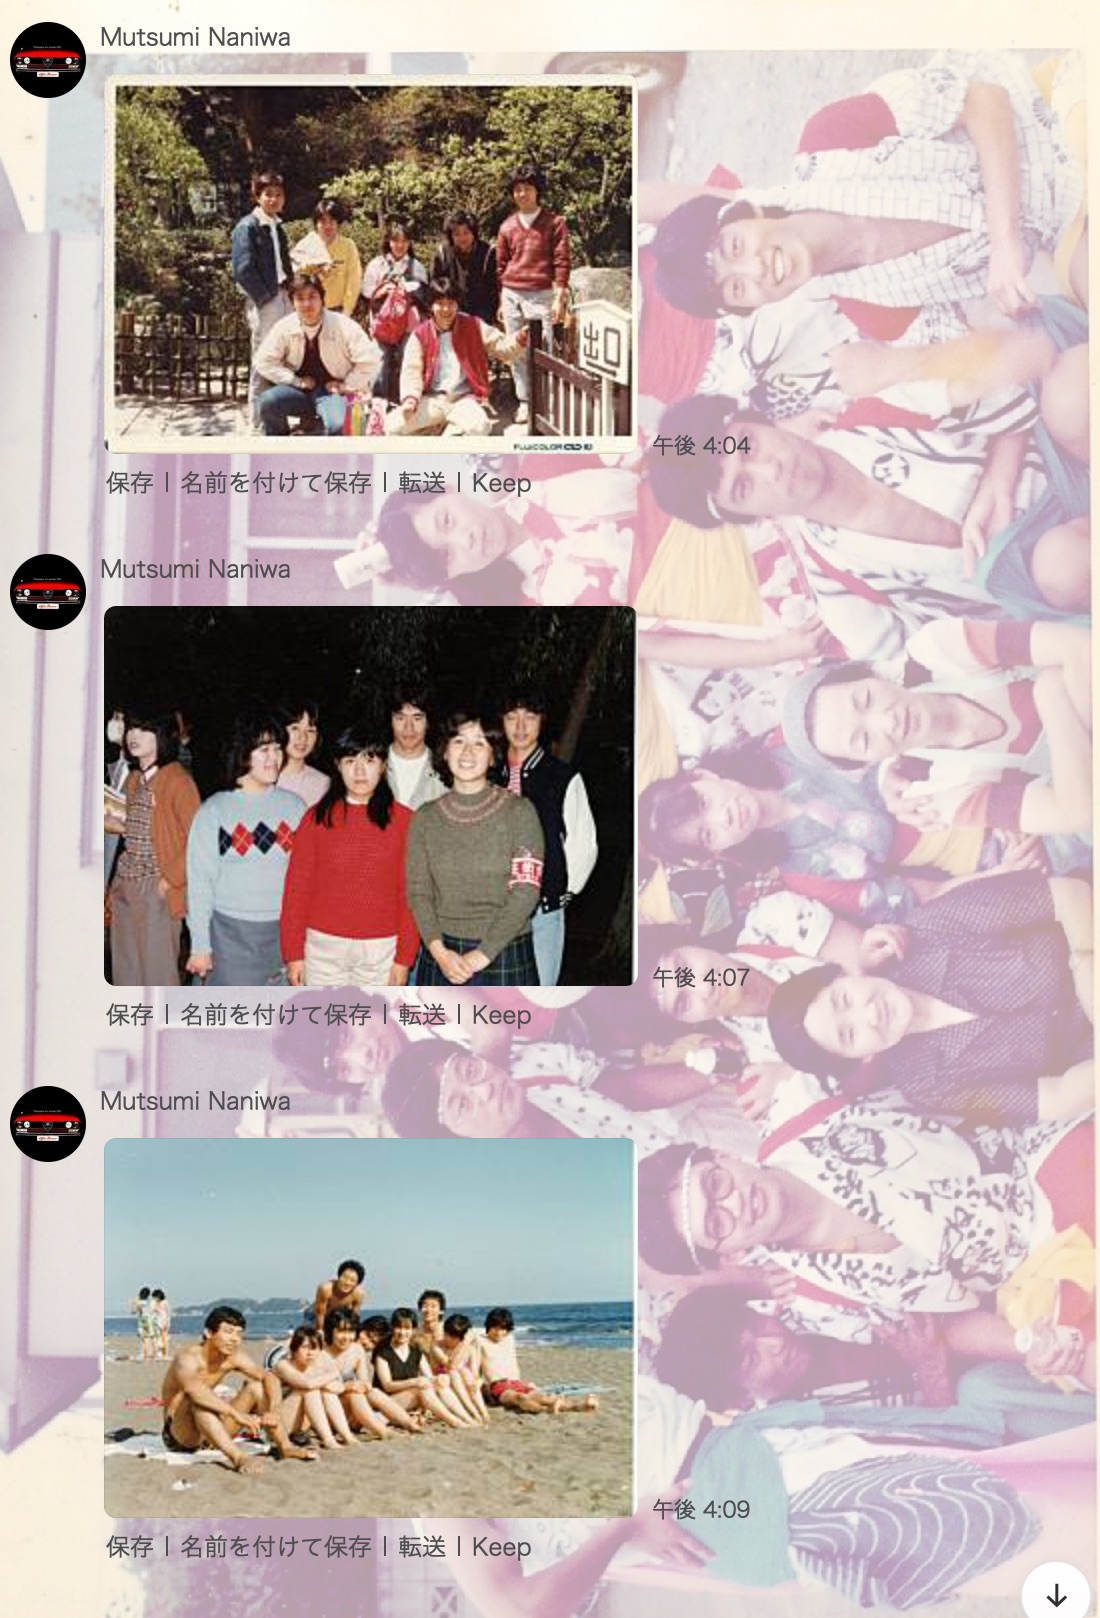 Mutsumi Naniwa
出口
FUJICOLOR
午後 4:04
保存 | 名前を付けて保存 | 転送 | Keep
Mutsumi Naniwa
午後 4:07
保存 | 名前を付けて保存 | 転送 | Keep
Mutsumi Naniwa
午後 4:09
保存 | 名前を付けて保存 | 転送 | Keep